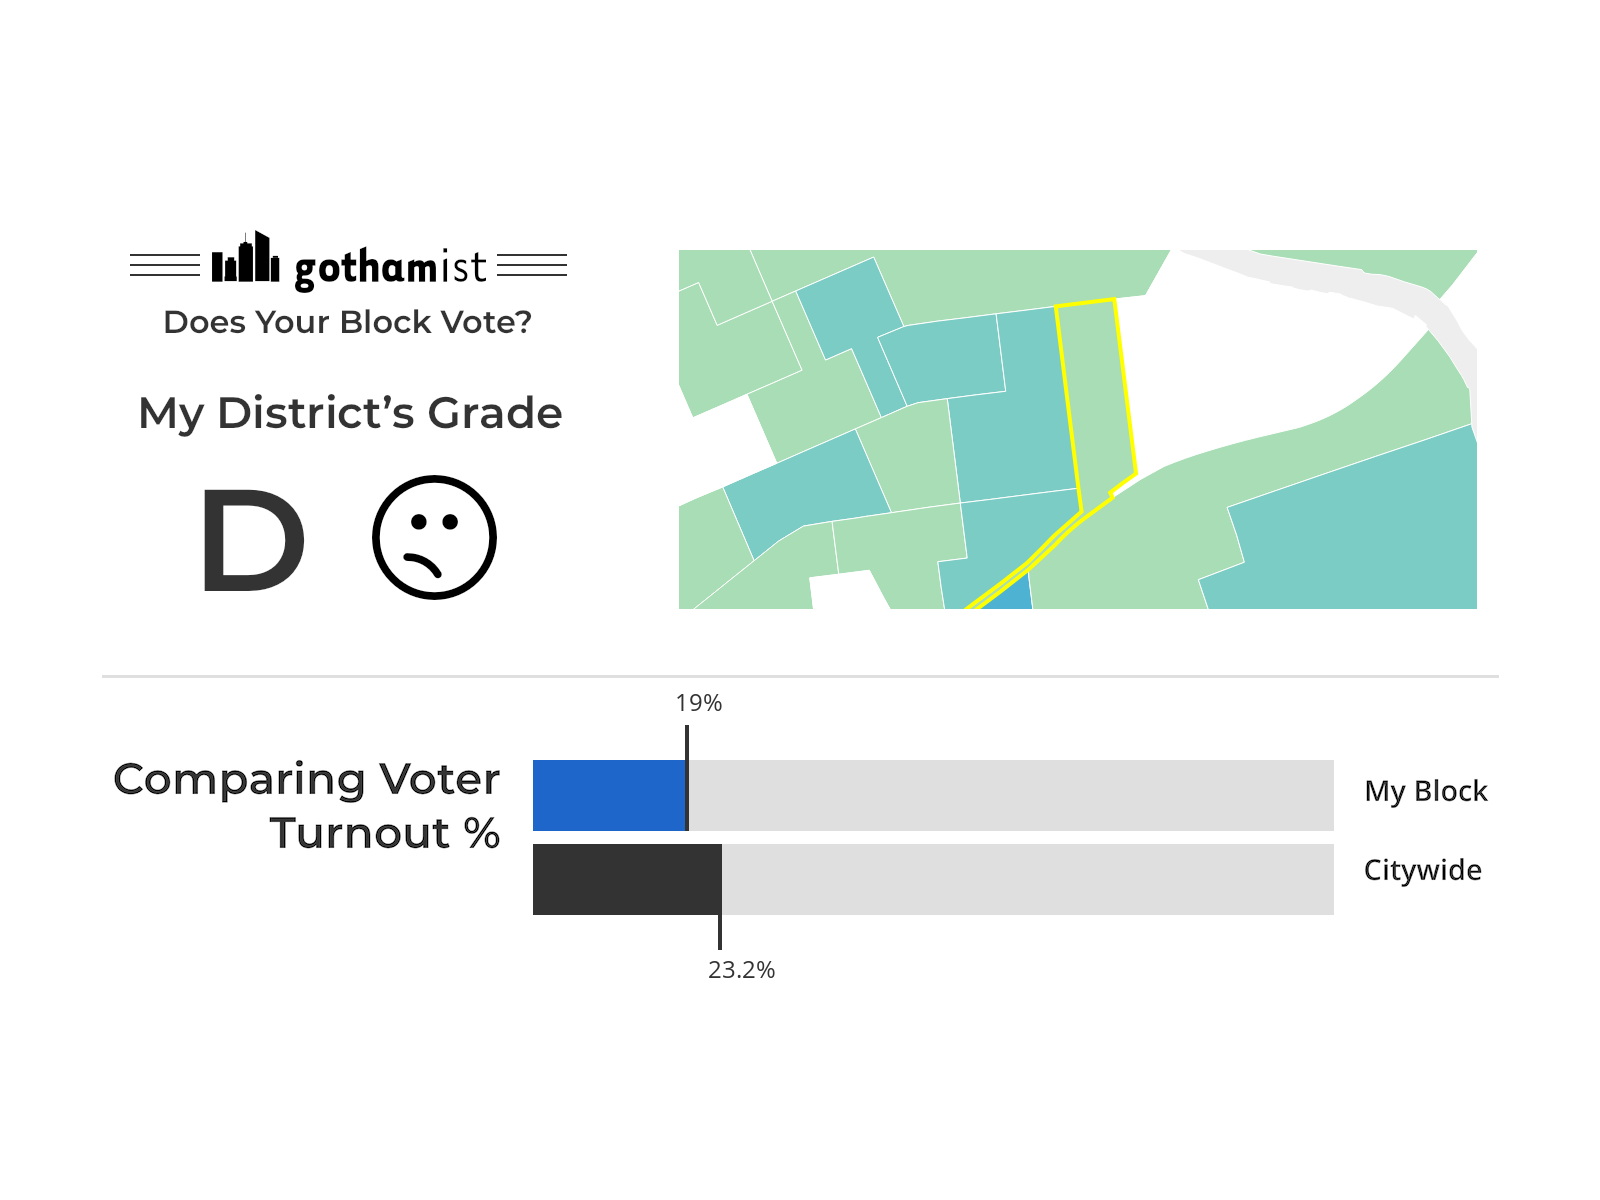 gothamist
Does Your Block Vote?
My District’s Grade
D
19%
Comparing Voter
Turnout %
My Block
Citywide
23.2%